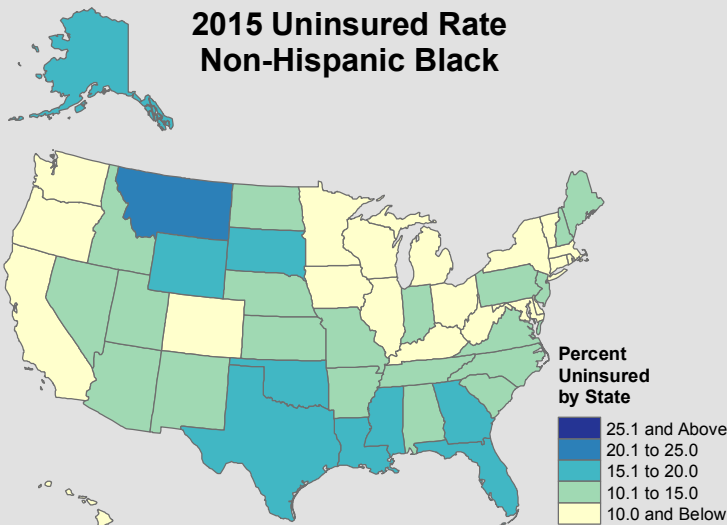 2015 Uninsured Rate
Non-Hispanic Black
Percent
Uninsured
by State
25.1 and Above
20.1 to 25.0
15.1 to 20.0
10.1 to 15.0
10.0 and Below